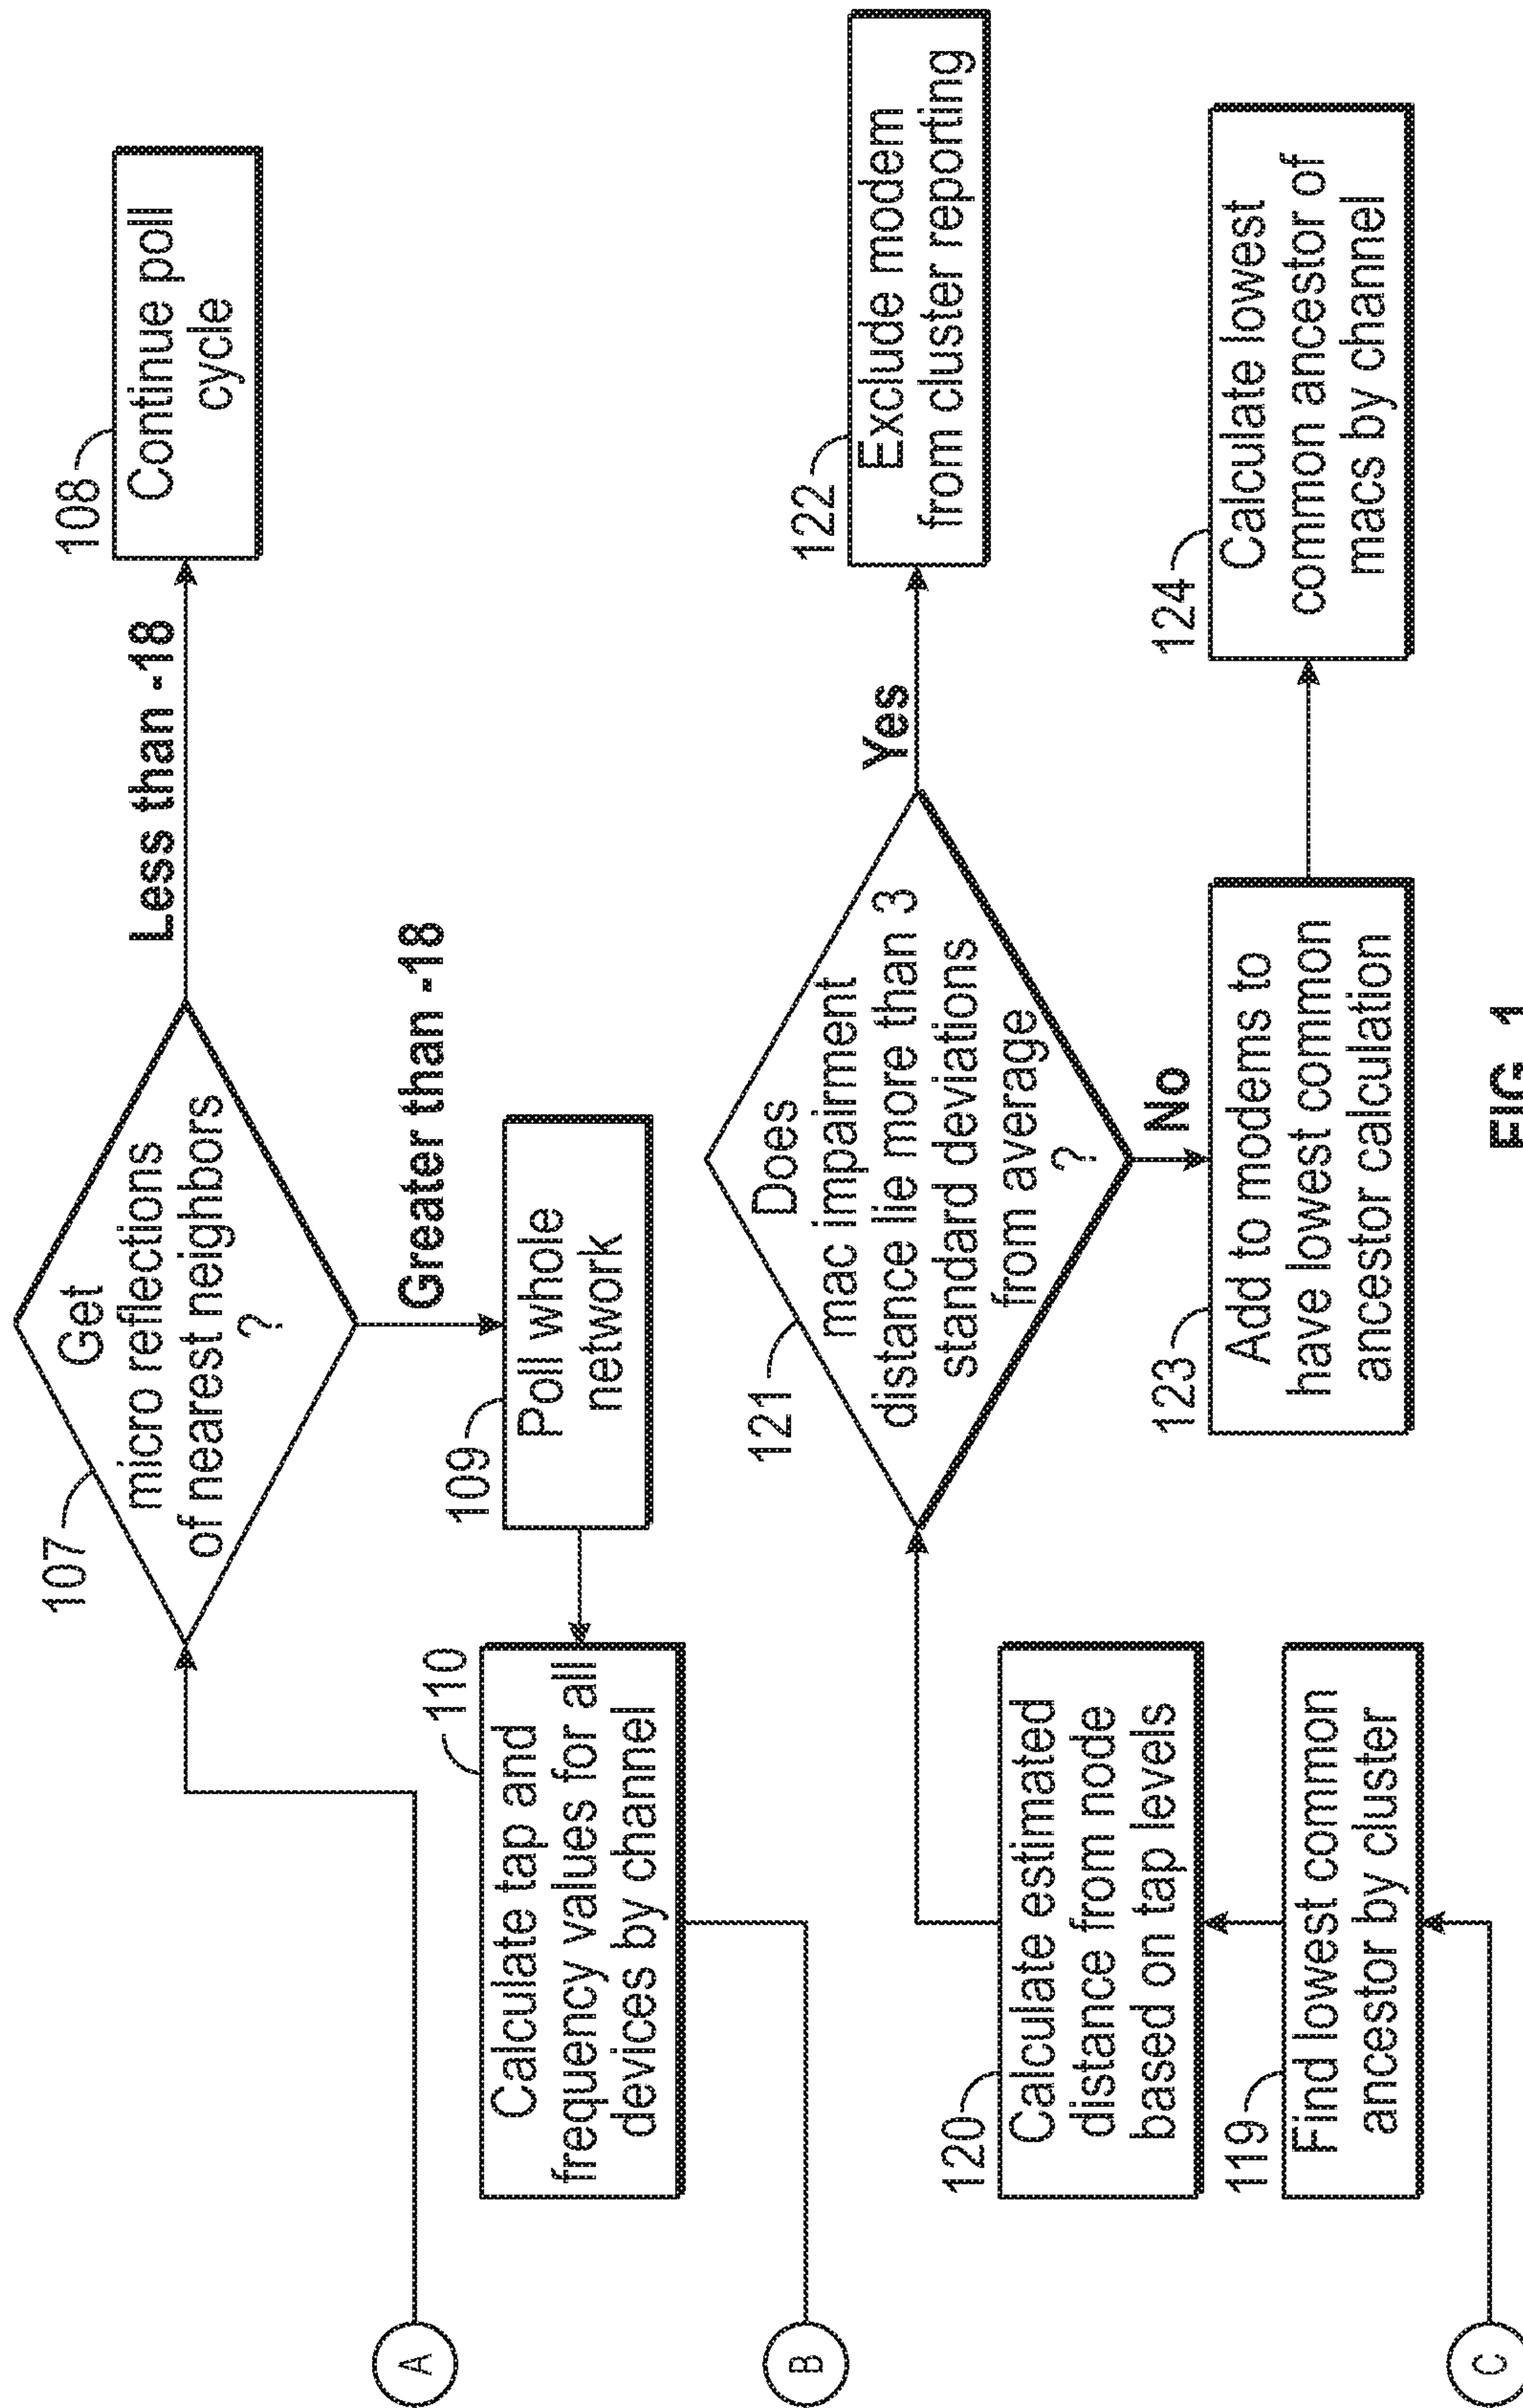 107
Get
micro reflections
of nearest neighbors
?
Less than -18
108
Continue poll
cycle
Greater than -18
109
Poll whole
network
110
Calculate tap and
frequency values for all
devices by channel
A
B
120
Calculate estimated
distance from node
based on tap levels
119
Find lowest common
ancestor by cluster
C
121
Does
mac impairment
distance lie more than 3
standard deviations
from average
?
Yes
122
Exclude modem
from cluster reporting
No
123
Add to modems to
have lowest common
ancestor calculation
124
Calculate lowest
common ancestor of
macs by channel
FIG. 1